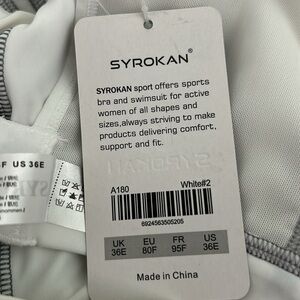 SYROKAN®
SYROKAN sport offers sports
bra and swimsuit for active
women of all shapes and
sizes,always striving to make
products delivering comfort,
support and fit.
A180 White#2
6924563505205
UK EU FR US
36E 80F 95F 36E
Made in China
F US 36E